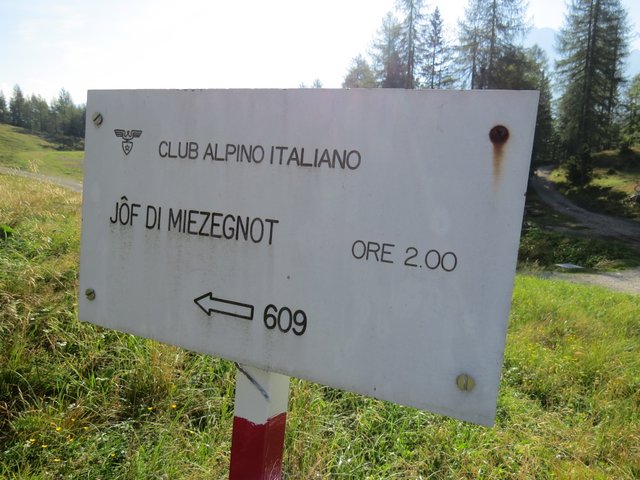 CLUB ALPINO ITALIANO
JÔF DI MIEZEGNOT
ORE 2.00
609